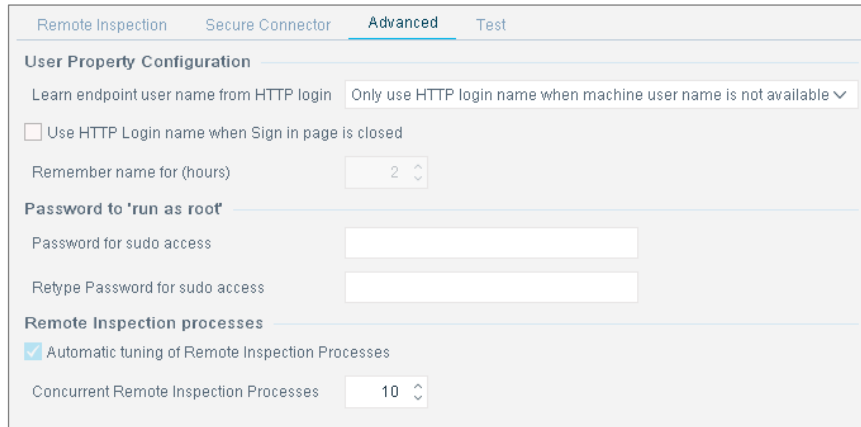 Remote Inspection Secure Connector Advanced Test
User Property Configuration
Learn endpoint user name from HTTP login Only use HTTP login name when machine user name is not available
Use HTTP Login name when Sign in page is closed
Remember name for (hours) 2
Password to 'run as root'
Password for sudo access
Retype Password for sudo access
Remote Inspection processes
Automatic tuning of Remote Inspection Processes
Concurrent Remote Inspection Processes 10